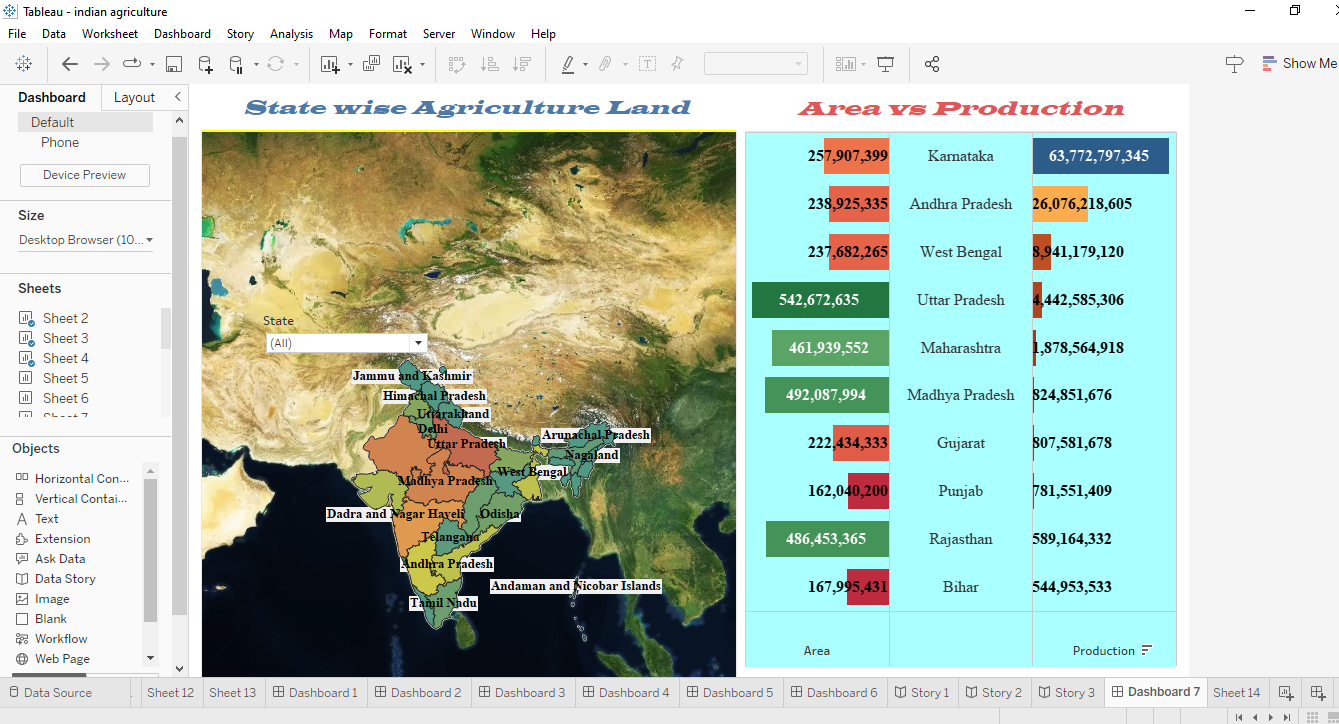 Tableau - indian agriculture
File Data Worksheet Dashboard Story Analysis Map Format Server Window Help
Show Me
Dashboard Layout
Default
Phone
Device Preview
Size
Desktop Browser (10...
Sheets
Sheet 2
Sheet 3
Sheet 4
Sheet 5
Sheet 6
Objects
Horizontal Con...
Vertical Contai...
Text
Extension
Ask Data
Data Story
Image
Blank
Workflow
Web Page
State wise Agriculture Land
State
(All)
Jammu and Kashmir
Himachal Pradesh
Uttarakhand
Delhi
Arunachal Pradesh
Uttar Pradesh
Nagaland
West Bengal
Madhya Pradesh
Dadra and Nagar Haveli
Odisha
Telangana
Andhra Pradesh
Andaman and Nicobar Islands
Tamil Nadu
Area vs Production
257,907,399 Karnataka 63,772,797,345
238,925,335 Andhra Pradesh 26,076,218,605
237,682,265 West Bengal 8,941,179,120
542,672,635 Uttar Pradesh 4,442,585,306
461,939,552 Maharashtra 1,878,564,918
492,087,994 Madhya Pradesh 824,851,676
222,434,333 Gujarat 807,581,678
162,040,200 Punjab 781,551,409
486,453,365 Rajasthan 589,164,332
167,995,431 Bihar 544,953,533
Area Production
Data Source Sheet 12 Sheet 13 Dashboard 1 Dashboard 2 Dashboard 3 Dashboard 4 Dashboard 5 Dashboard 6 Story 1 Story 2 Story 3 Dashboard 7 Sheet 14